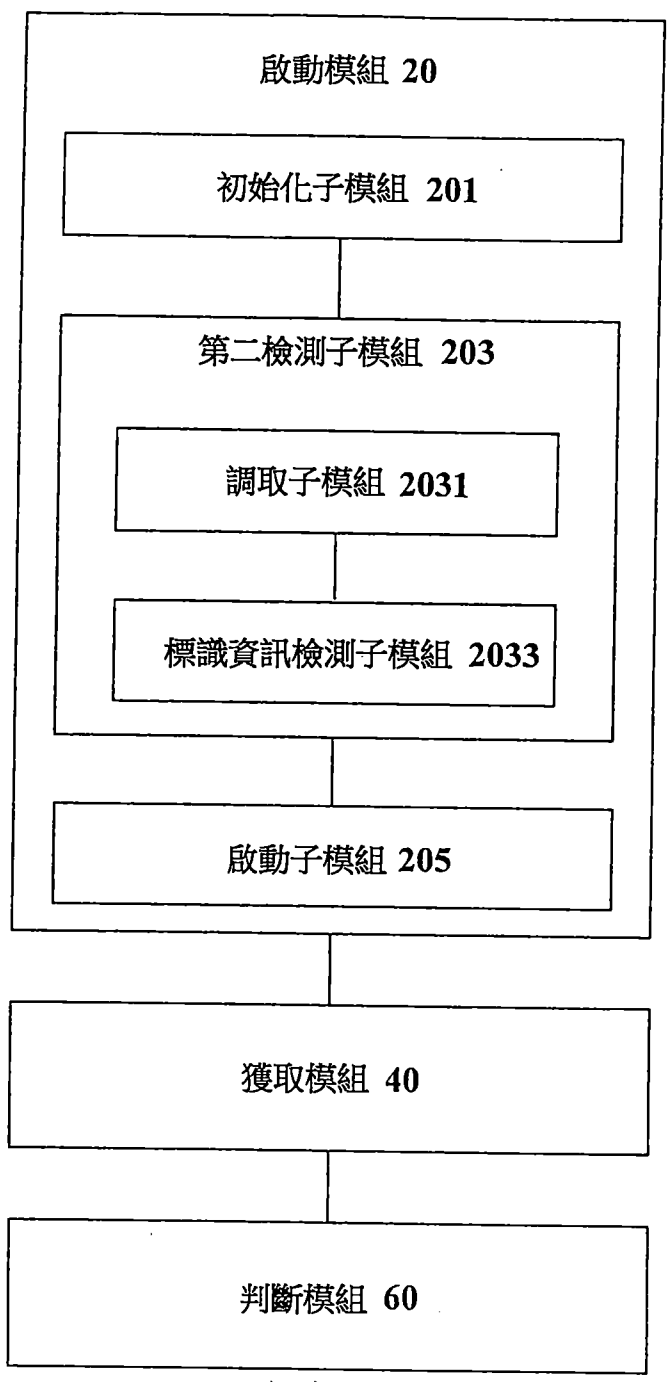 啟動模組 20
初始化子模組 201
第二檢測子模組 203
調取子模組 2031
標識資訊檢測子模組 2033
啟動子模組 205
獲取模組 40
判斷模組 60